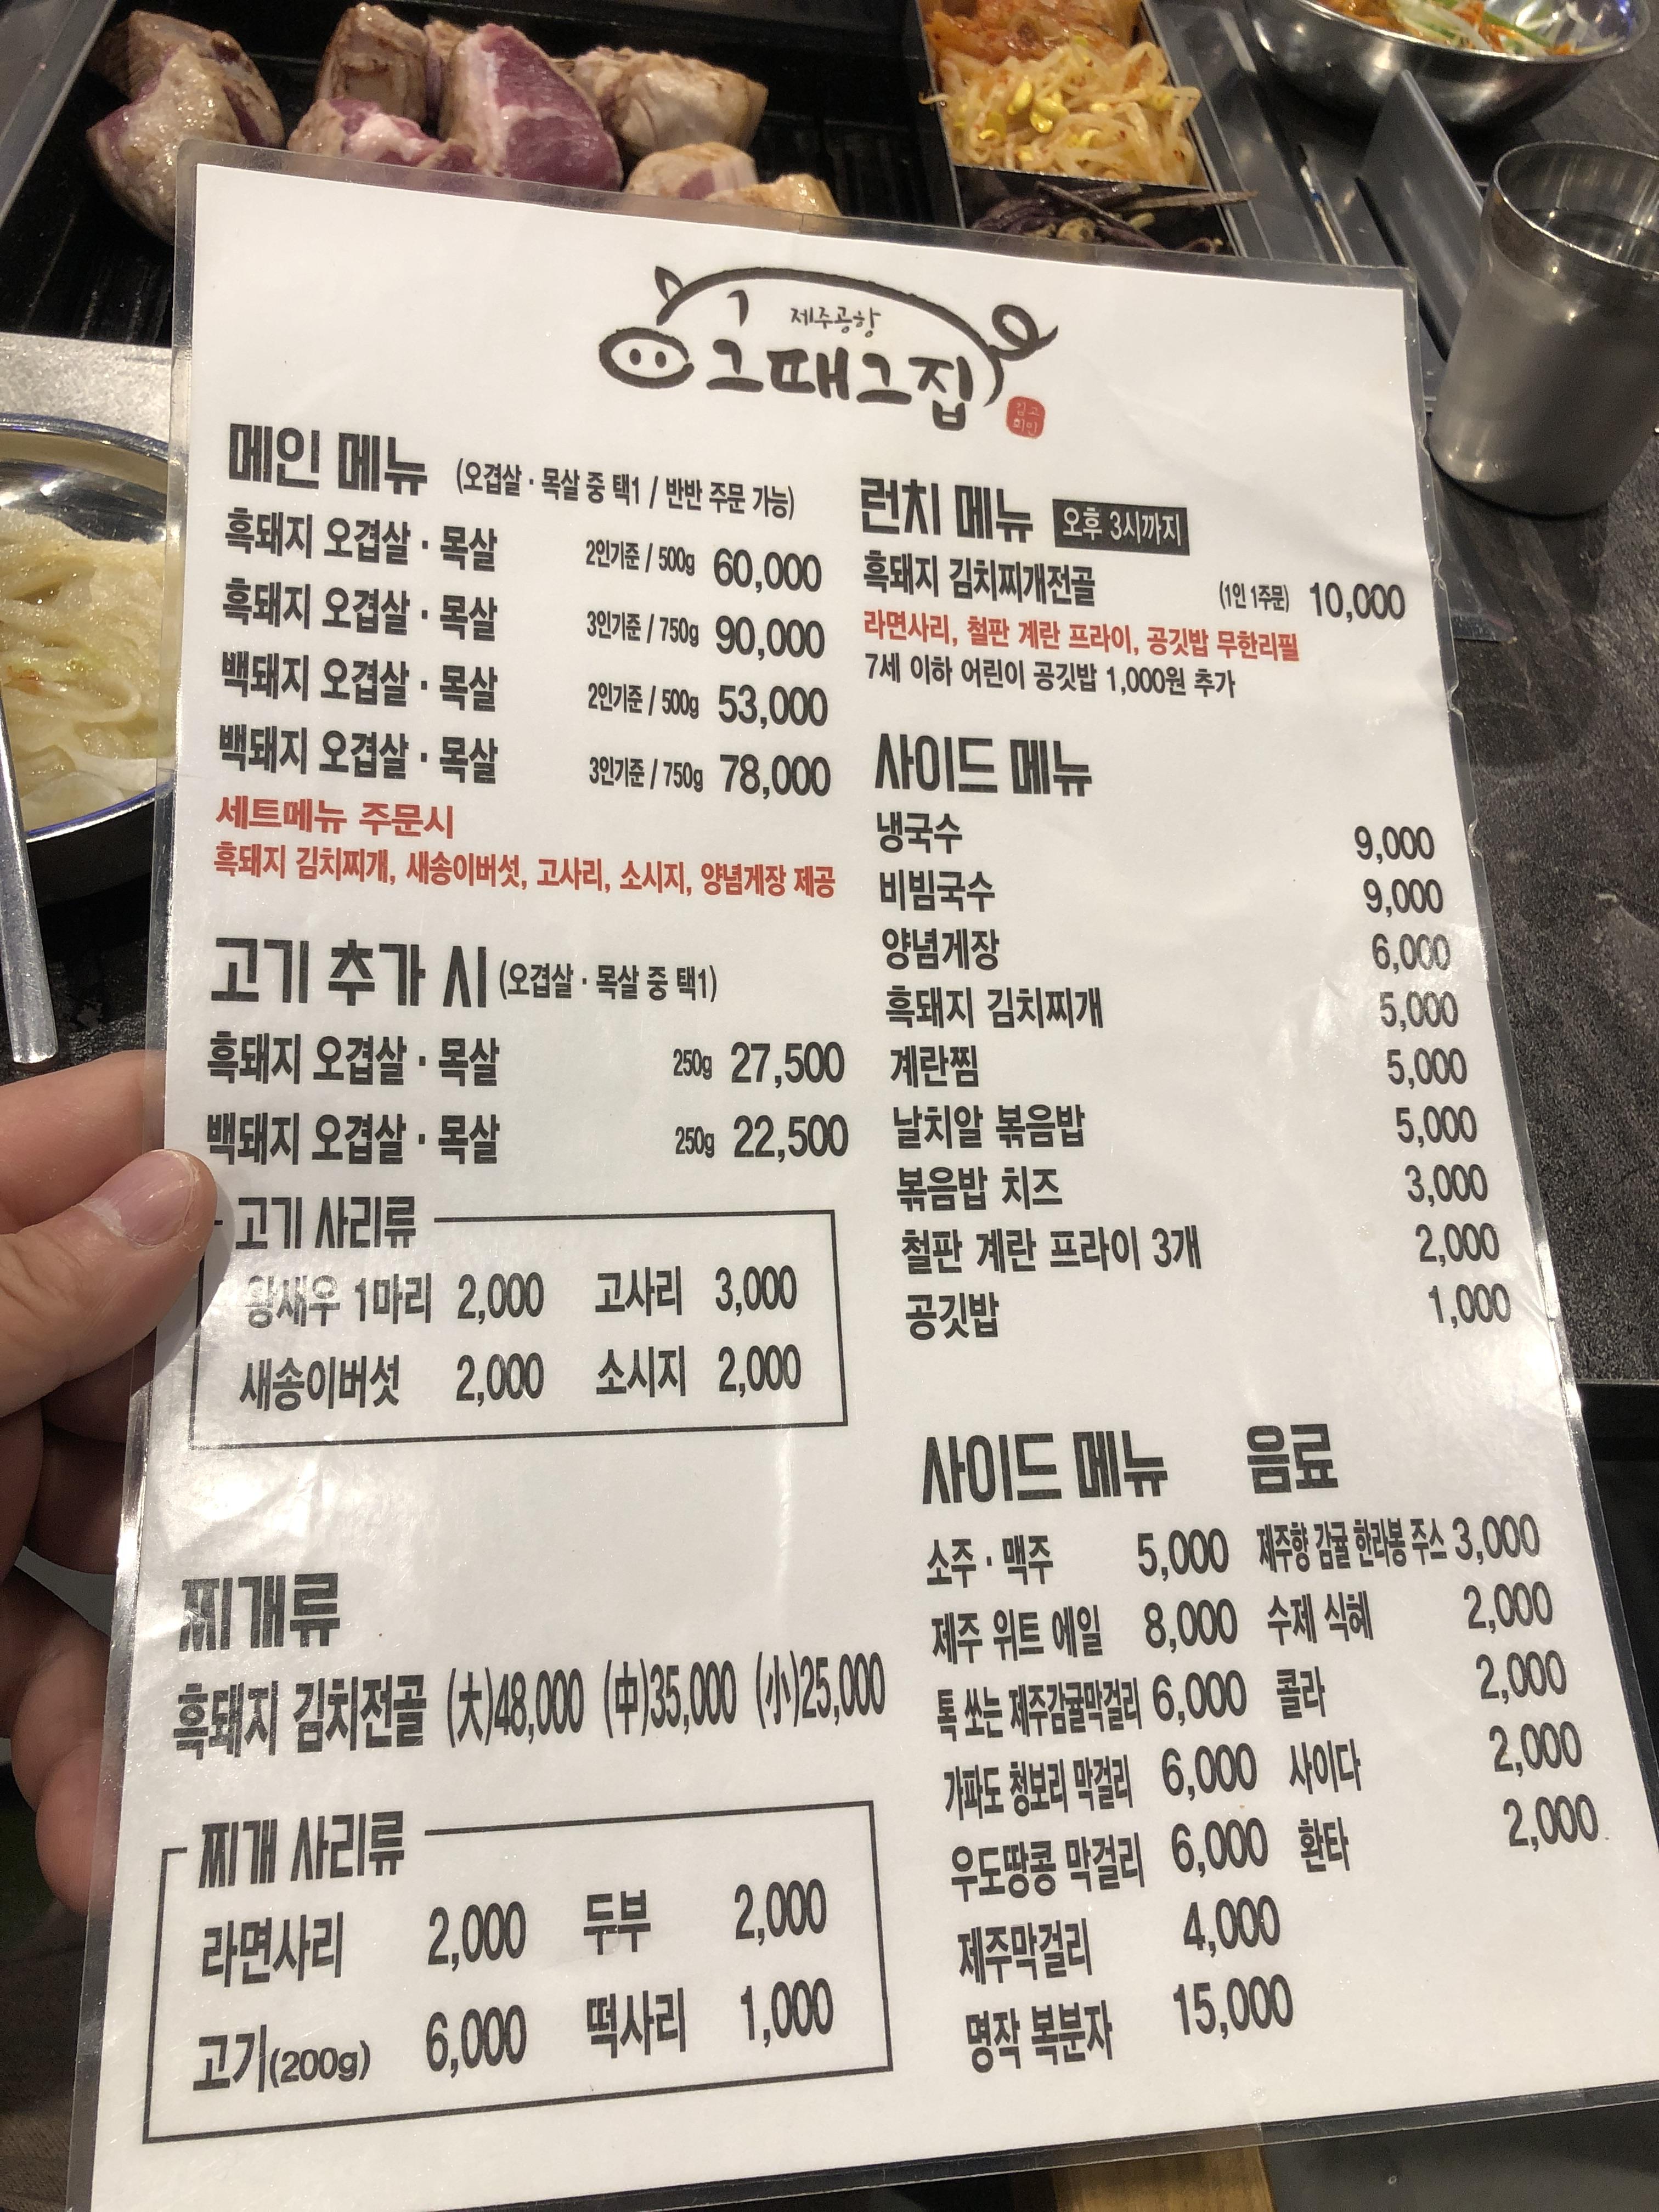 제주공항
그때그집
김고
희인
메인 메뉴 (오겹살 · 목살 중 택1 / 반반 주문 가능)
흑돼지 오겹살 · 목살 2인기준 / 500g 60,000
흑돼지 오겹살 · 목살 3인기준 / 750g 90,000
백돼지 오겹살 · 목살 2인기준 / 500g 53,000
백돼지 오겹살 · 목살 3인기준 / 750g 78,000
세트메뉴 주문시
흑돼지 김치찌개, 새송이버섯, 고사리, 소시지, 양념게장 제공
고기 추가 시 (오겹살 · 목살 중 택1)
흑돼지 오겹살 · 목살 250g 27,500
백돼지 오겹살 · 목살 250g 22,500
고기 사리류
왕새우 1마리 2,000 고사리 3,000
새송이버섯 2,000 소시지 2,000
찌개류
흑돼지 김치전골 (大)48,000 (中)35,000 (小)25,000
찌개 사리류
라면사리 2,000 두부 2,000
고기(200g) 6,000 떡사리 1,000
런치 메뉴 오후 3시까지
흑돼지 김치찌개전골 (1인 1주문) 10,000
라면사리, 철판 계란 프라이, 공깃밥 무한리필
7세 이하 어린이 공깃밥 1,000원 추가
사이드 메뉴
냉국수 9,000
비빔국수 9,000
양념게장 6,000
흑돼지 김치찌개 5,000
계란찜 5,000
날치알 볶음밥 5,000
볶음밥 치즈 3,000
철판 계란 프라이 3개 2,000
공깃밥 1,000
사이드 메뉴 음료
소주 · 맥주 5,000 제주향 감귤 한라봉 주스 3,000
제주 위트 에일 8,000 수제 식혜 2,000
톡 쏘는 제주감귤막걸리 6,000 콜라 2,000
가파도 청보리 막걸리 6,000 사이다 2,000
우도땅콩 막걸리 6,000 환타 2,000
제주막걸리 4,000
명작 복분자 15,000